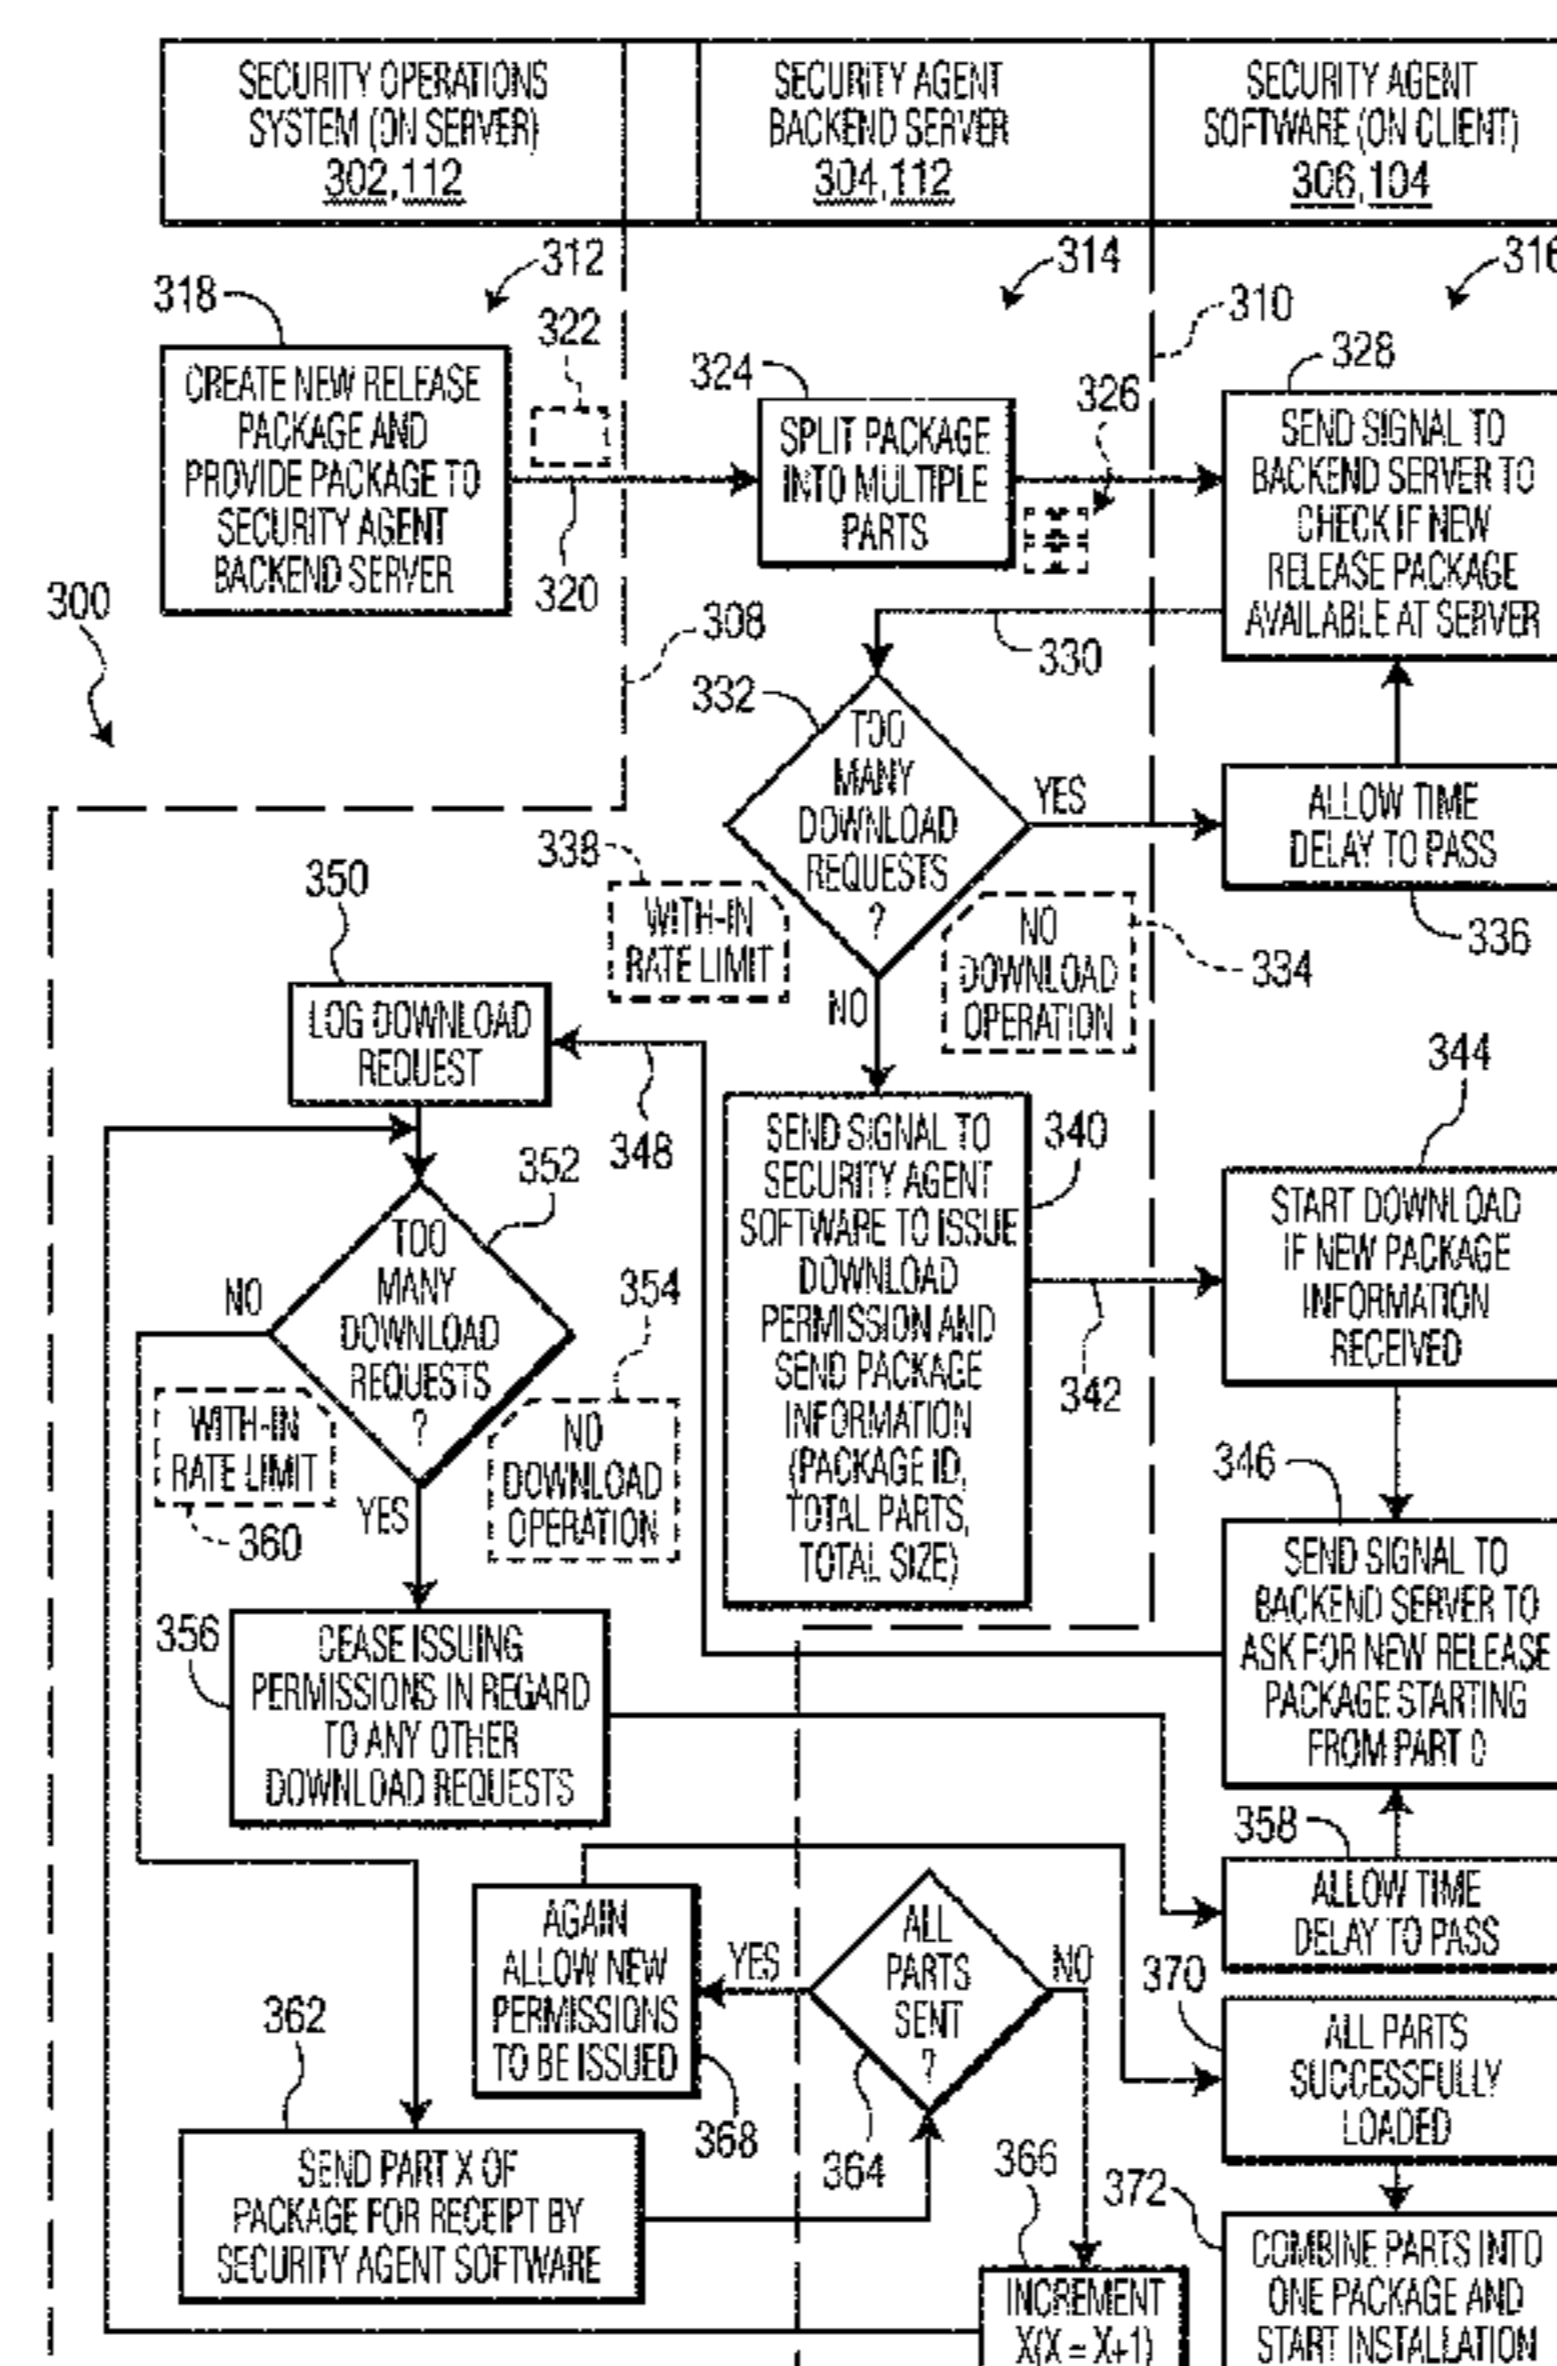 SECURITY OPERATIONS
SYSTEM (ON SERVER)
302, 112
SECURITY AGENT
BACKEND SERVER
304, 112
SECURITY AGENT
SOFTWARE (ON CLIENT)
306, 104
312
314
316
318
322
310
324
326
328
CREATE NEW RELEASE
PACKAGE AND
PROVIDE PACKAGE TO
SECURITY AGENT
BACKEND SERVER
SPLIT PACKAGE
INTO MULTIPLE
PARTS
SEND SIGNAL TO
BACKEND SERVER TO
CHECK IF NEW
RELEASE PACKAGE
AVAILABLE AT SERVER
320
300
308
330
332
TOO
MANY
DOWNLOAD
REQUESTS
?
YES
ALLOW TIME
DELAY TO PASS
336
338
WITH-IN
RATE LIMIT
NO
DOWNLOAD
OPERATION
334
NO
350
LOG DOWNLOAD
REQUEST
348
340
SEND SIGNAL TO
SECURITY AGENT
SOFTWARE TO ISSUE
DOWNLOAD
PERMISSION AND
SEND PACKAGE
INFORMATION
(PACKAGE ID,
TOTAL PARTS,
TOTAL SIZE)
342
344
START DOWNLOAD
IF NEW PACKAGE
INFORMATION
RECEIVED
352
TOO
MANY
DOWNLOAD
REQUESTS
?
NO
354
WITH-IN
RATE LIMIT
360
YES
NO
DOWNLOAD
OPERATION
346
SEND SIGNAL TO
BACKEND SERVER TO
ASK FOR NEW RELEASE
PACKAGE STARTING
FROM PART 0
356
CEASE ISSUING
PERMISSIONS IN REGARD
TO ANY OTHER
DOWNLOAD REQUESTS
358
ALLOW TIME
DELAY TO PASS
AGAIN
ALLOW NEW
PERMISSIONS
TO BE ISSUED
368
YES
ALL
PARTS
SENT
?
NO
364
370
ALL PARTS
SUCCESSFULLY
LOADED
362
SEND PART X OF
PACKAGE FOR RECEIPT BY
SECURITY AGENT SOFTWARE
366
INCREMENT
X(X = X+1)
372
COMBINE PARTS INTO
ONE PACKAGE AND
START INSTALLATION